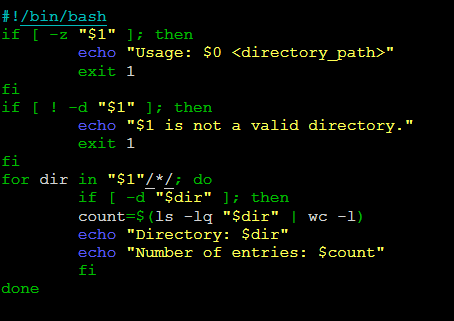 #!/bin/bash
if [ -z "$1" ]; then
        echo "Usage: $0 <directory_path>"
        exit 1
fi
if [ ! -d "$1" ]; then
        echo "$1 is not a valid directory."
        exit 1
fi
for dir in "$1"/*/; do
        if [ -d "$dir" ]; then
        count=$(ls -lq "$dir" | wc -l)
        echo "Directory: $dir"
        echo "Number of entries: $count"
        fi
done